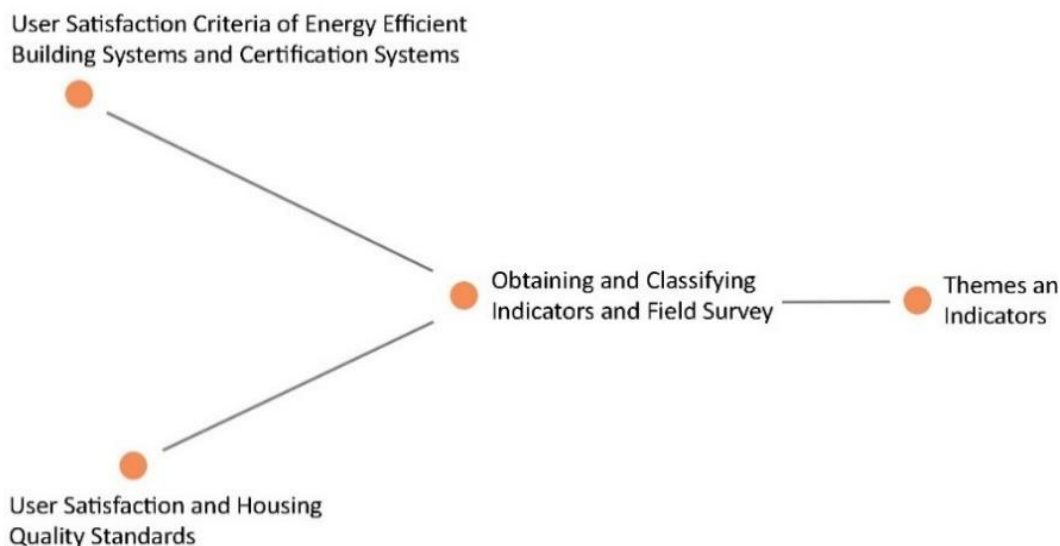 User Satisfaction Criteria of Energy Efficient
Building Systems and Certification Systems
Obtaining and Classifying
Indicators and Field Survey
Themes an
Indicators
User Satisfaction and Housing
Quality Standards